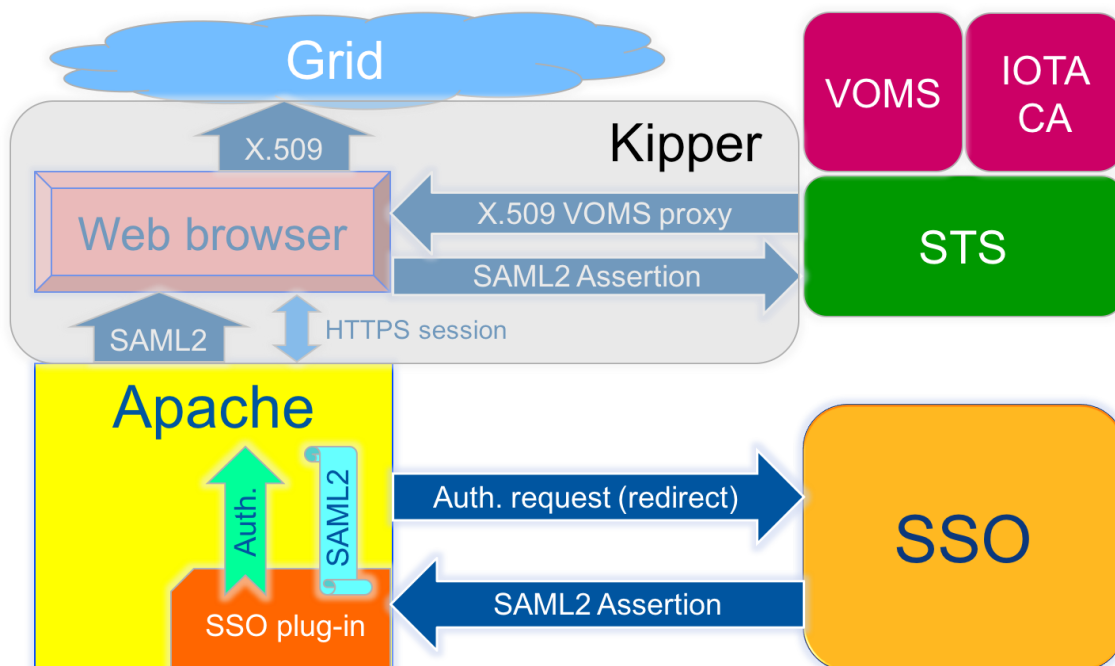 Grid
VOMS
IOTA
CA
X.509
Kipper
Web browser
X.509 VOMS proxy
STS
SAML2 Assertion
SAML2
HTTPS session
Apache
Auth.
SAML2
Auth. request (redirect)
SSO
SAML2 Assertion
SSO plug-in